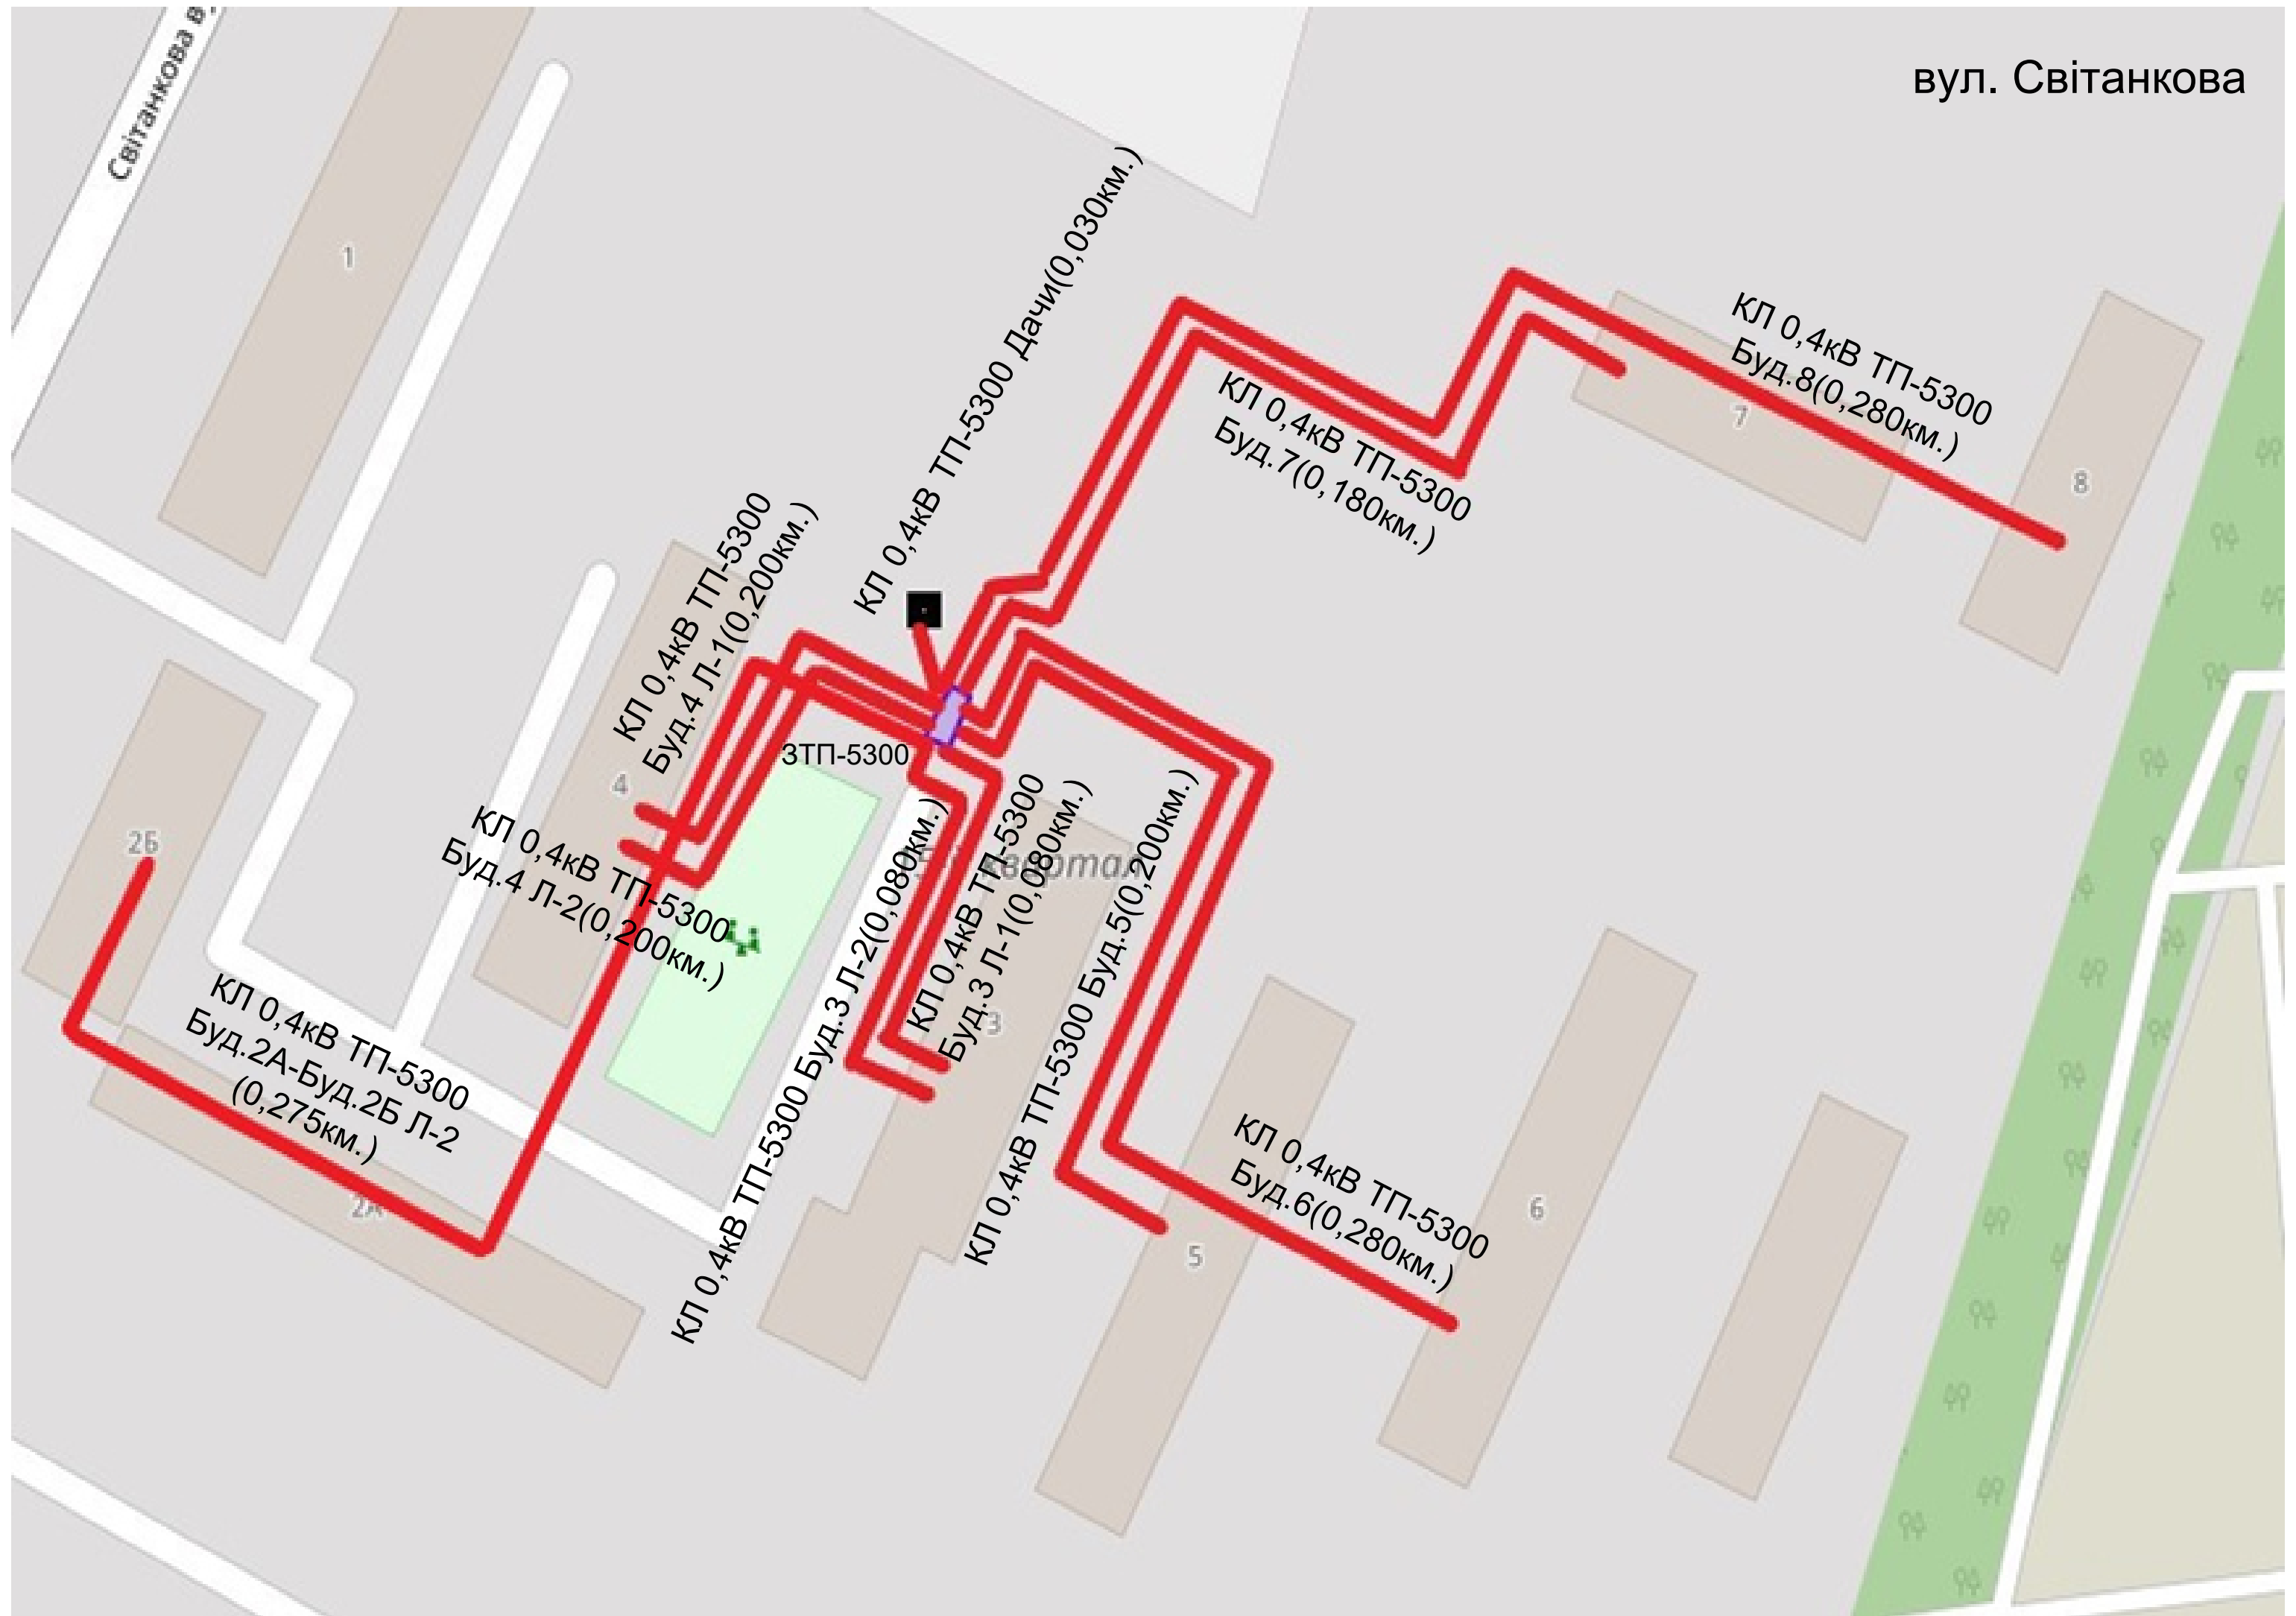 вул. Світанкова
Світанкова в
1
КЛ 0,4кВ ТП-5300 Дачи(0,030км.)
КЛ 0,4кВ ТП-5300
Буд.8(0,280км.)
7
8
КЛ 0,4кВ ТП-5300
Буд.7(0,180км.)
КЛ 0,4кВ ТП-5300
Буд.4 Л-1(0,200км.)
4
ЗТП-5300
КЛ 0,4кВ ТП-5300
Буд.4 Л-2(0,200км.)
2Б
КЛ 0,4кВ ТП-5300
Буд.2А-Буд.2Б Л-2
(0,275км.)
2А
КЛ 0,4кВ ТП-5300 Буд.3 Л-2(0,080км.)
КЛ 0,4кВ ТП-5300
Буд.3 Л-1(0,080км.)
квартал
3
КЛ 0,4кВ ТП-5300 Буд.5(0,200км.)
КЛ 0,4кВ ТП-5300
Буд.6(0,280км.)
5
6